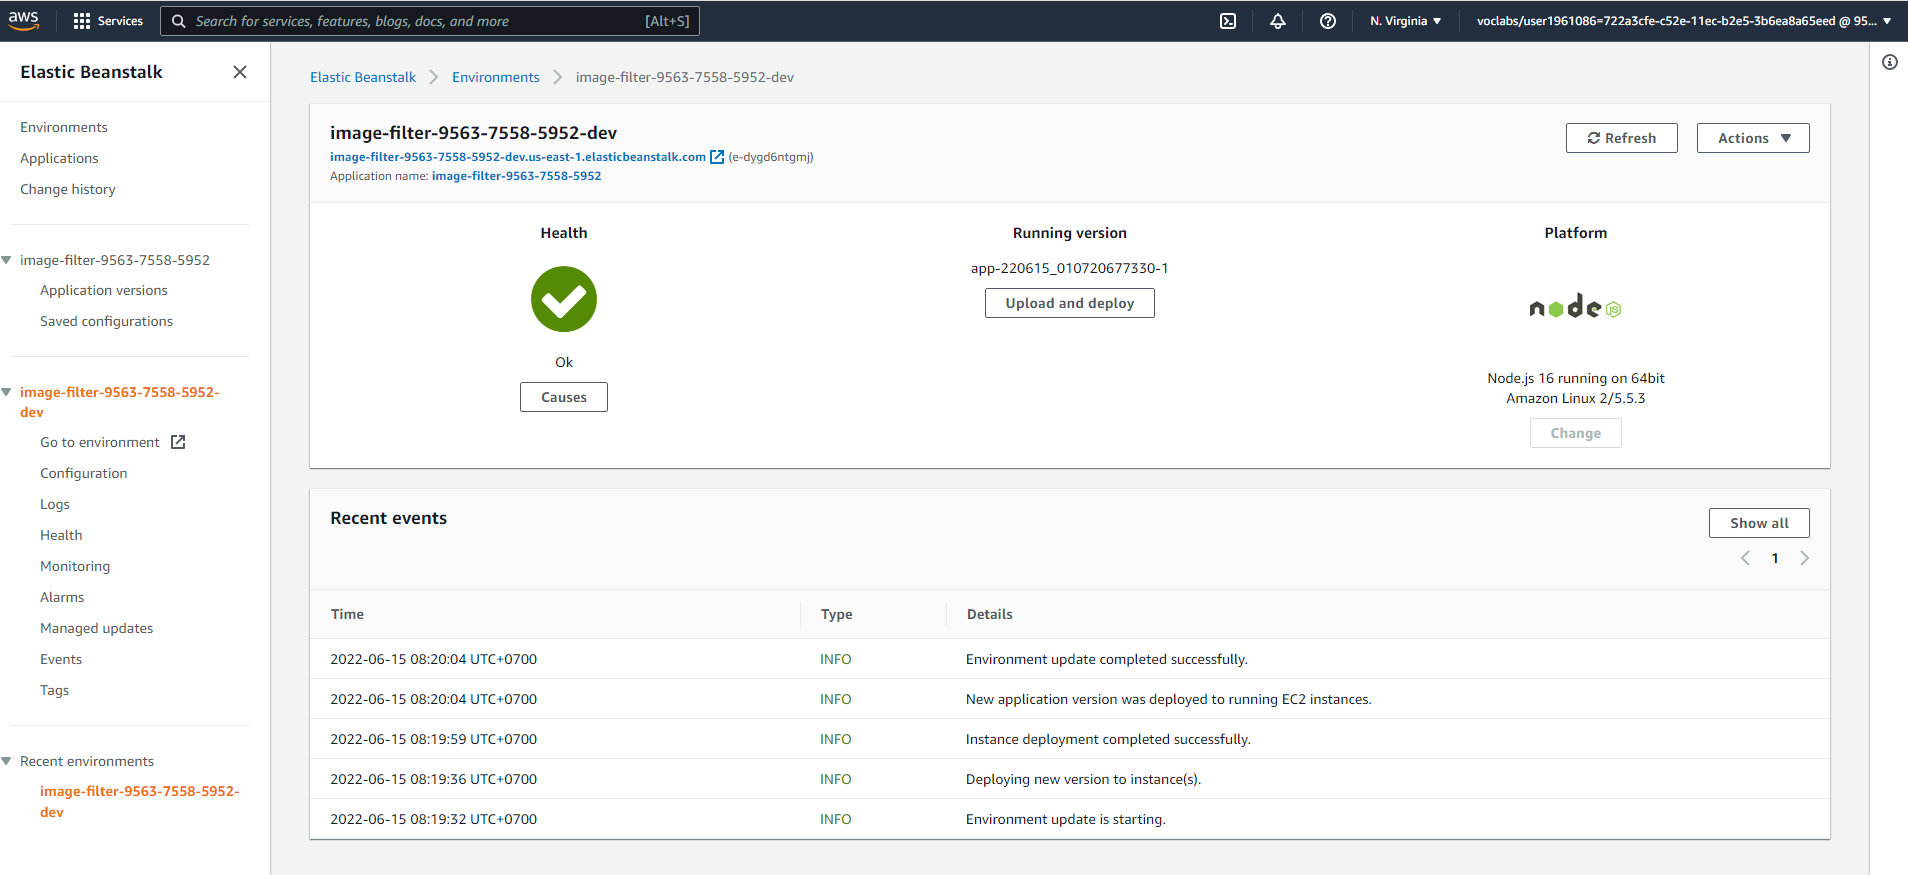 aws
Services
Search for services, features, blogs, docs, and more
[Alt+S]
N. Virginia
voclabs/user1961086=722a3cfe-c52e-11ec-b2e5-3b6ea8a65eed @ 95...
Elastic Beanstalk
Environments
Applications
Change history
image-filter-9563-7558-5952
Application versions
Saved configurations
image-filter-9563-7558-5952-
dev
Go to environment
Configuration
Logs
Health
Monitoring
Alarms
Managed updates
Events
Tags
Recent environments
image-filter-9563-7558-5952-
dev
Elastic Beanstalk
Environments
image-filter-9563-7558-5952-dev
image-filter-9563-7558-5952-dev
image-filter-9563-7558-5952-dev.us-east-1.elasticbeanstalk.com (e-dygd6ntgmj)
Application name: image-filter-9563-7558-5952
Refresh
Actions
Health
Ok
Causes
Running version
app-220615_010720677330-1
Upload and deploy
Platform
node JS
Node.js 16 running on 64bit
Amazon Linux 2/5.5.3
Change
Recent events
Show all
1
Time Type Details
2022-06-15 08:20:04 UTC+0700 INFO Environment update completed successfully.
2022-06-15 08:20:04 UTC+0700 INFO New application version was deployed to running EC2 instances.
2022-06-15 08:19:59 UTC+0700 INFO Instance deployment completed successfully.
2022-06-15 08:19:36 UTC+0700 INFO Deploying new version to instance(s).
2022-06-15 08:19:32 UTC+0700 INFO Environment update is starting.